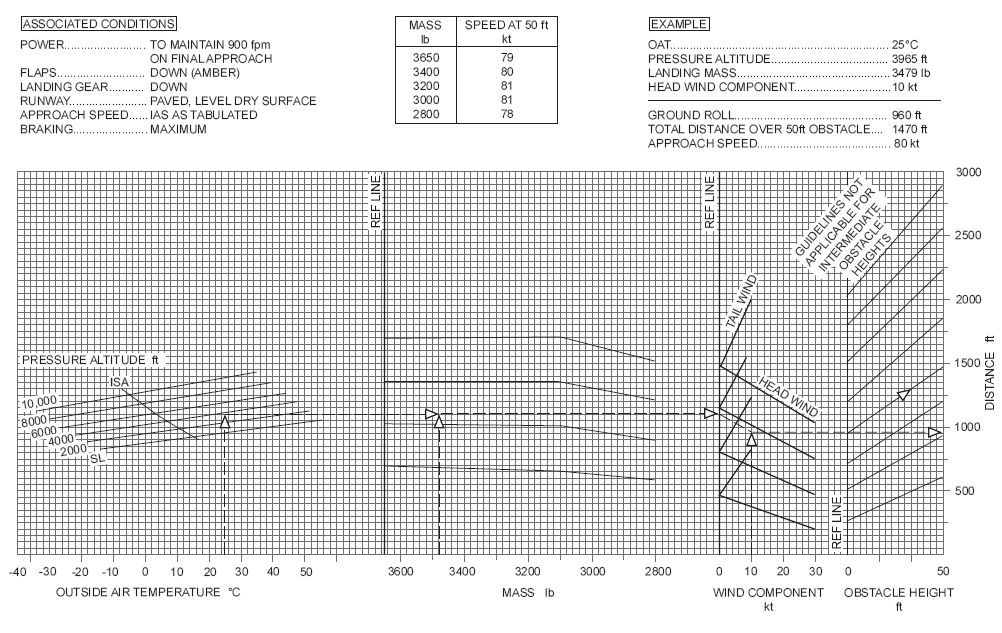 ASSOCIATED CONDITIONS
POWER........................ TO MAINTAIN 900 fpm
ON FINAL APPROACH
FLAPS........................ DOWN (AMBER)
LANDING GEAR........ DOWN
RUNWAY.................. PAVED, LEVEL DRY SURFACE
APPROACH SPEED...... IAS AS TABULATED
BRAKING...................... MAXIMUM
MASS lb SPEED AT 50 ft kt
3650 79
3400 80
3200 81
3000 81
2800 78
EXAMPLE
OAT.................................................................. 25°C
PRESSURE ALTITUDE.................................... 3965 ft
LANDING MASS............................................... 3479 lb
HEAD WIND COMPONENT............................. 10 kt
GROUND ROLL................................................ 960 ft
TOTAL DISTANCE OVER 50ft OBSTACLE.... 1470 ft
APPROACH SPEED....................................... 80 kt
REF LINE
REF LINE
GUIDELINES NOT
APPLICABLE FOR
INTERMEDIATE
OBSTACLE
HEIGHTS
3000
2500
2000
1500
1000
500
DISTANCE ft
TAIL WIND
HEAD WIND
PRESSURE ALTITUDE ft
ISA
10,000
8000
6000
4000
2000
SL
REF LINE
-40 -30 -20 -10 0 10 20 30 40 50
3600 3400 3200 3000 2800
0 10 20 30
0 50
OUTSIDE AIR TEMPERATURE °C
MASS lb
WIND COMPONENT
kt
OBSTACLE HEIGHT
ft